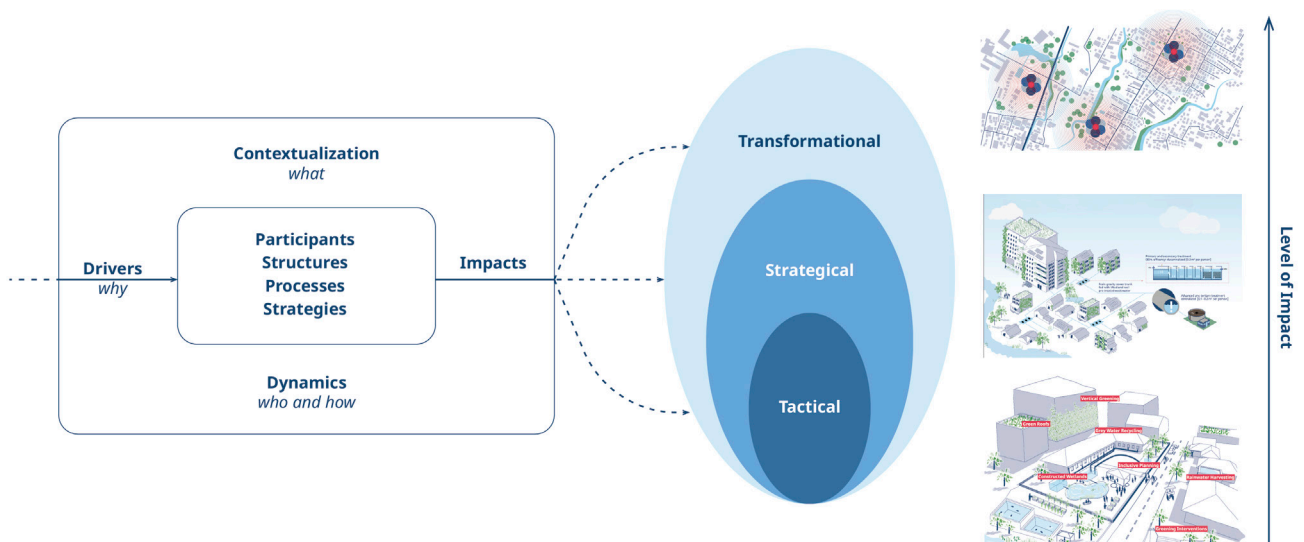 Contextualization
what
Drivers
why
Participants
Structures
Processes
Strategies
Impacts
Dynamics
who and how
Transformational
Strategical
Tactical
Level of Impact
Vertical Greening
Green Roofs
Grey Water Recycling
Inclusive Planning
Constructed Wetlands
Rainwater Harvesting
Greening Interventions